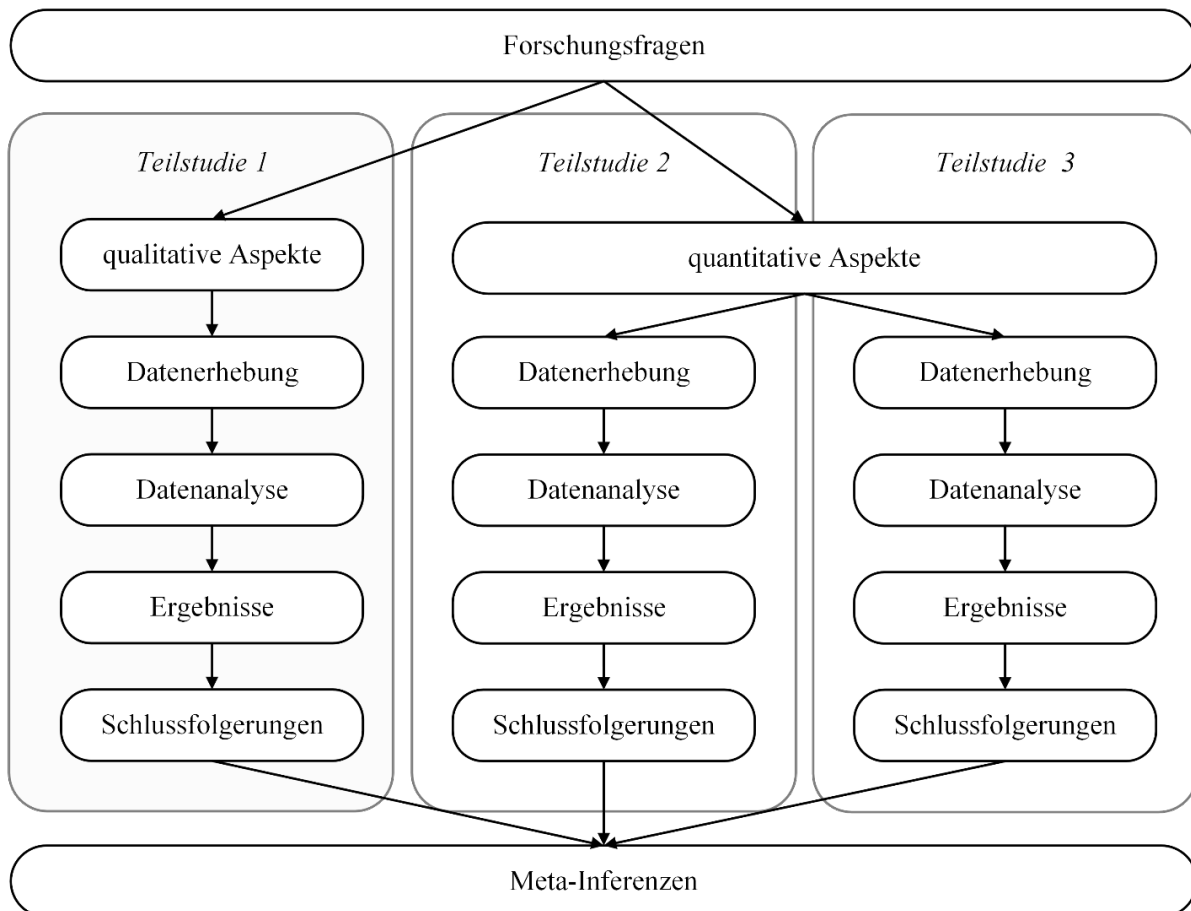 Forschungsfragen
Teilstudie 1
Teilstudie 2
Teilstudie 3
qualitative Aspekte
quantitative Aspekte
Datenerhebung
Datenerhebung
Datenerhebung
Datenanalyse
Datenanalyse
Datenanalyse
Ergebnisse
Ergebnisse
Ergebnisse
Schlussfolgerungen
Schlussfolgerungen
Schlussfolgerungen
Meta-Inferenzen